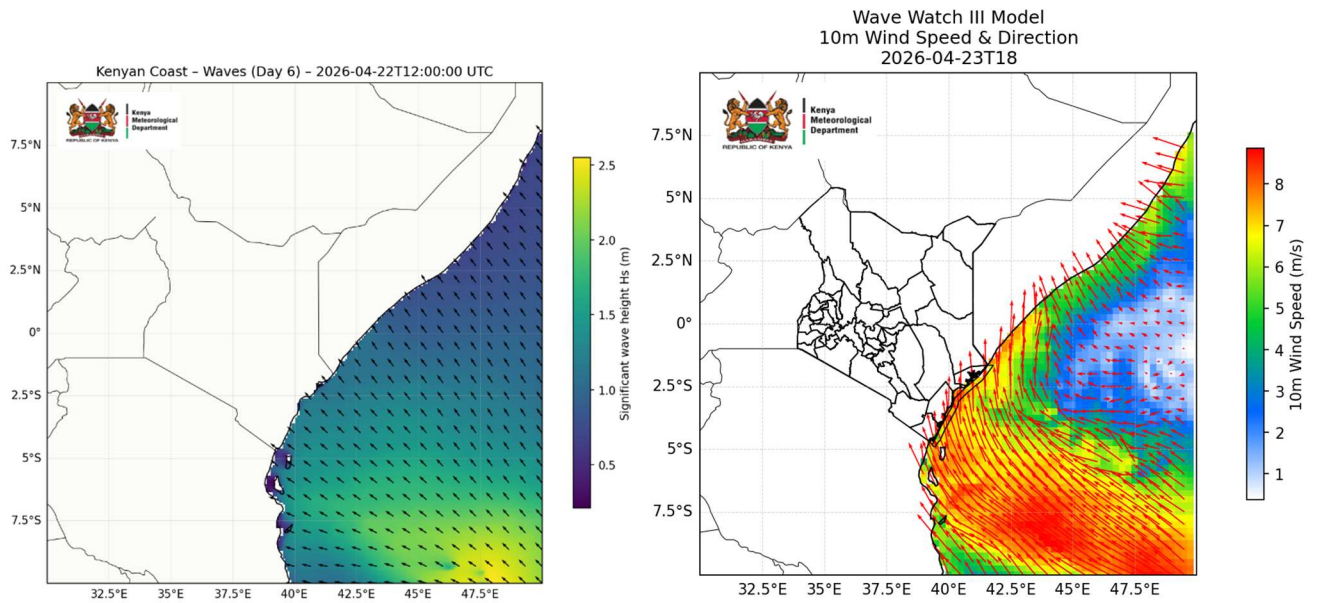 Kenyan Coast – Waves (Day 6) – 2026-04-22T12:00:00 UTC
Kenya
Meteorological
Department
REPUBLIC OF KENYA
7.5°N
5°N
2.5°N
0°
2.5°S
5°S
7.5°S
32.5°E
35°E
37.5°E
40°E
42.5°E
45°E
47.5°E
2.5
2.0
1.5
1.0
0.5
Significant wave height Hs (m)
Wave Watch III Model
10m Wind Speed & Direction
2026-04-23T18
Kenya
Meteorological
Department
REPUBLIC OF KENYA
7.5°N
5°N
2.5°N
0°
2.5°S
5°S
7.5°S
32.5°E
35°E
37.5°E
40°E
42.5°E
45°E
47.5°E
8
7
6
5
4
3
2
1
10m Wind Speed (m/s)